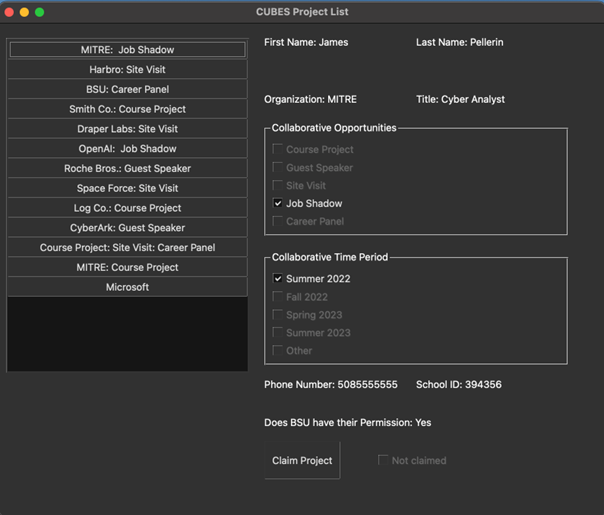 CUBES Project List
MITRE:  Job Shadow
Harbro: Site Visit
BSU: Career Panel
Smith Co.: Course Project
Draper Labs: Site Visit
OpenAI:  Job Shadow
Roche Bros.: Guest Speaker
Space Force: Site Visit
Log Co.: Course Project
CyberArk: Guest Speaker
Course Project: Site Visit: Career Panel
MITRE: Course Project
Microsoft
First Name: James
Last Name: Pellerin
Organization: MITRE
Title: Cyber Analyst
Collaborative Opportunities
Course Project
Guest Speaker
Site Visit
Job Shadow
Career Panel
Collaborative Time Period
Summer 2022
Fall 2022
Spring 2023
Summer 2023
Other
Phone Number: 5085555555
School ID: 394356
Does BSU have their Permission: Yes
Claim Project
Not claimed